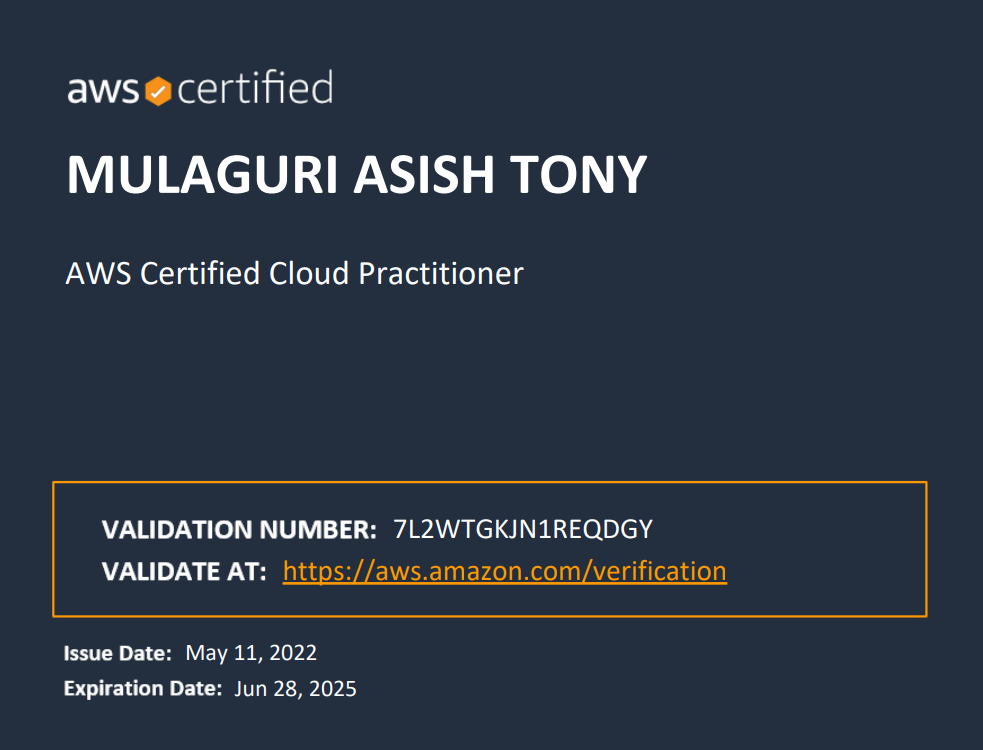 aws certified
MULAGURI ASISH TONY
AWS Certified Cloud Practitioner
VALIDATION NUMBER: 7L2WTGKJN1REQDGY
VALIDATE AT: https://aws.amazon.com/verification
Issue Date: May 11, 2022
Expiration Date: Jun 28, 2025